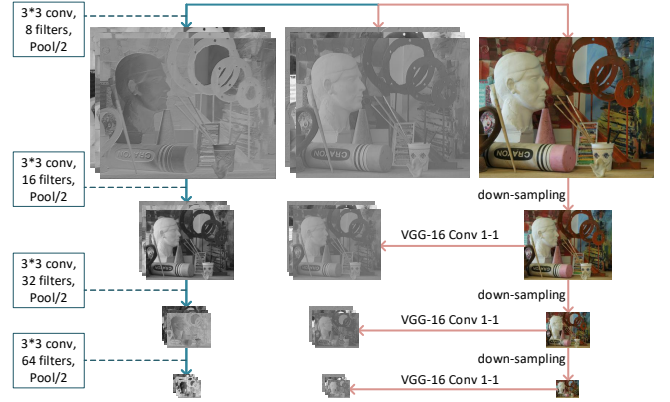 3*3 conv,
8 filters,
Pool/2
CRAYON
CRAYON
CRAYON
3*3 conv,
16 filters,
Pool/2
down-sampling
VGG-16 Conv 1-1
3*3 conv,
32 filters,
Pool/2
down-sampling
VGG-16 Conv 1-1
3*3 conv,
64 filters,
Pool/2
down-sampling
VGG-16 Conv 1-1